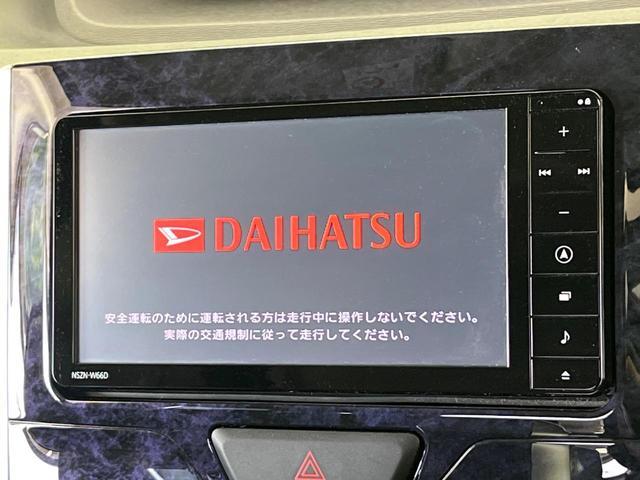 DAIHATSU
安全運転のために運転される方は走行中に操作しないでください。
実際の交通規制に従って走行してください。
NSZN-W66D